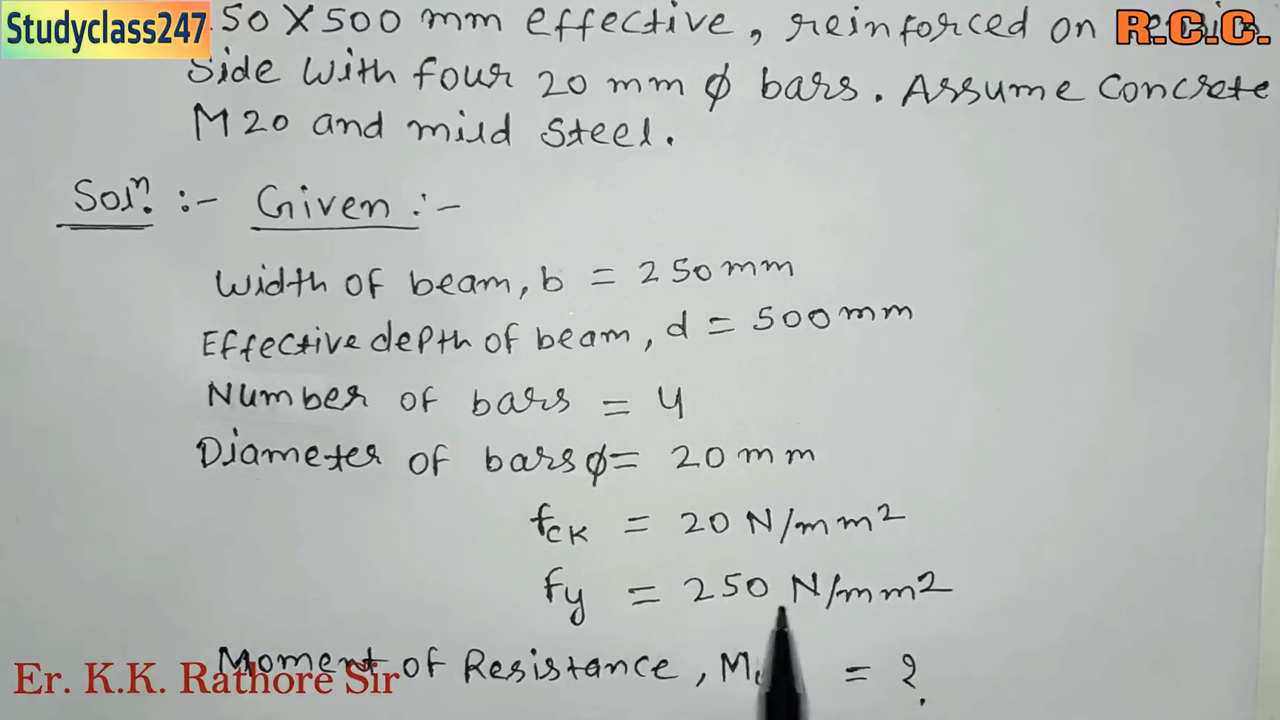 Studyclass247
50 X 500 mm effective, reinforced on
R.C.C.
Side with four 20 mm ϕ bars. Assume Concrete
M20 and mild steel.
Solⁿ. :- Given :-
Width of beam, b = 250 mm
Effective depth of beam, d = 500 mm
Number of bars = 4
Diameter of bars ϕ = 20 mm
fck = 20 N/mm2
fy = 250 N/mm2
Moment of Resistance, = ?
Er. K.K. Rathore Sir